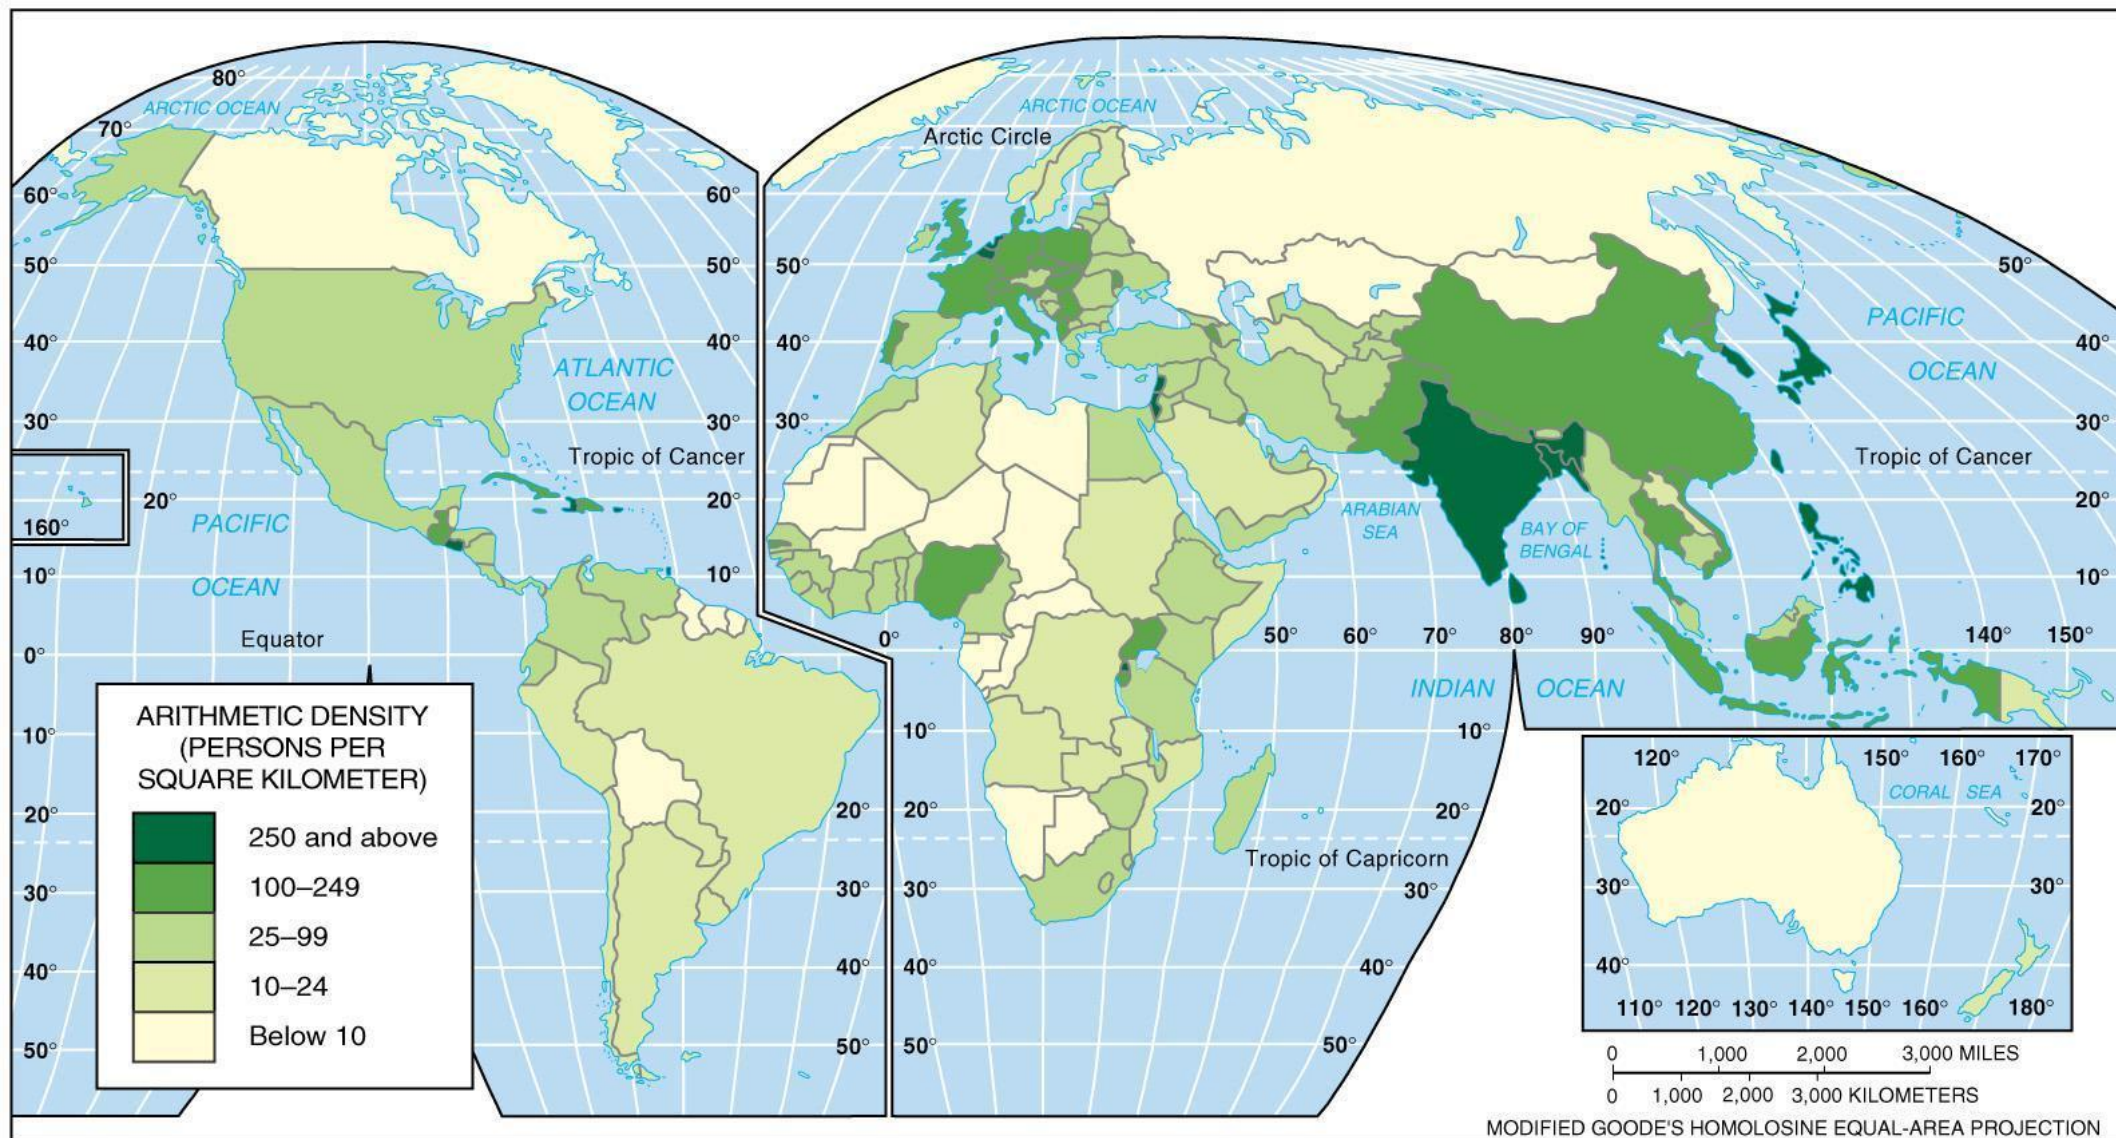 80°
ARCTIC OCEAN
70°
60°
60°
50°
50°
40°
40°
ATLANTIC
OCEAN
30°
30°
Tropic of Cancer
20°
20°
160°
PACIFIC
OCEAN
10°
10°
Equator
0°
10°
20°
20°
30°
30°
40°
40°
50°
50°
ARITHMETIC DENSITY
(PERSONS PER
SQUARE KILOMETER)
250 and above
100–249
25–99
10–24
Below 10
ARCTIC OCEAN
Arctic Circle
50°
50°
PACIFIC
OCEAN
40°
40°
30°
30°
Tropic of Cancer
20°
ARABIAN
SEA
BAY OF
BENGAL
10°
0°
50°
60°
70°
80°
90°
140°
150°
INDIAN
OCEAN
10°
10°
20°
20°
Tropic of Capricorn
30°
30°
40°
40°
50°
50°
120°
150°
160°
170°
CORAL SEA
20°
20°
30°
30°
40°
110°
120°
130°
140°
150°
160°
180°
0 1,000 2,000 3,000 MILES
0 1,000 2,000 3,000 KILOMETERS
MODIFIED GOODE'S HOMOLOSINE EQUAL-AREA PROJECTION